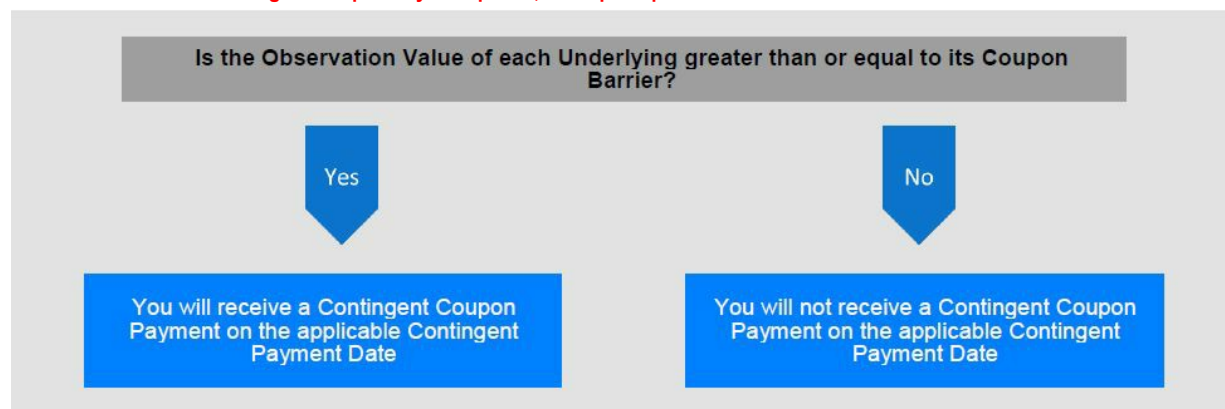 Is the Observation Value of each Underlying greater than or equal to its Coupon
Barrier?
Yes
No
You will receive a Contingent Coupon
Payment on the applicable Contingent
Payment Date
You will not receive a Contingent Coupon
Payment on the applicable Contingent
Payment Date